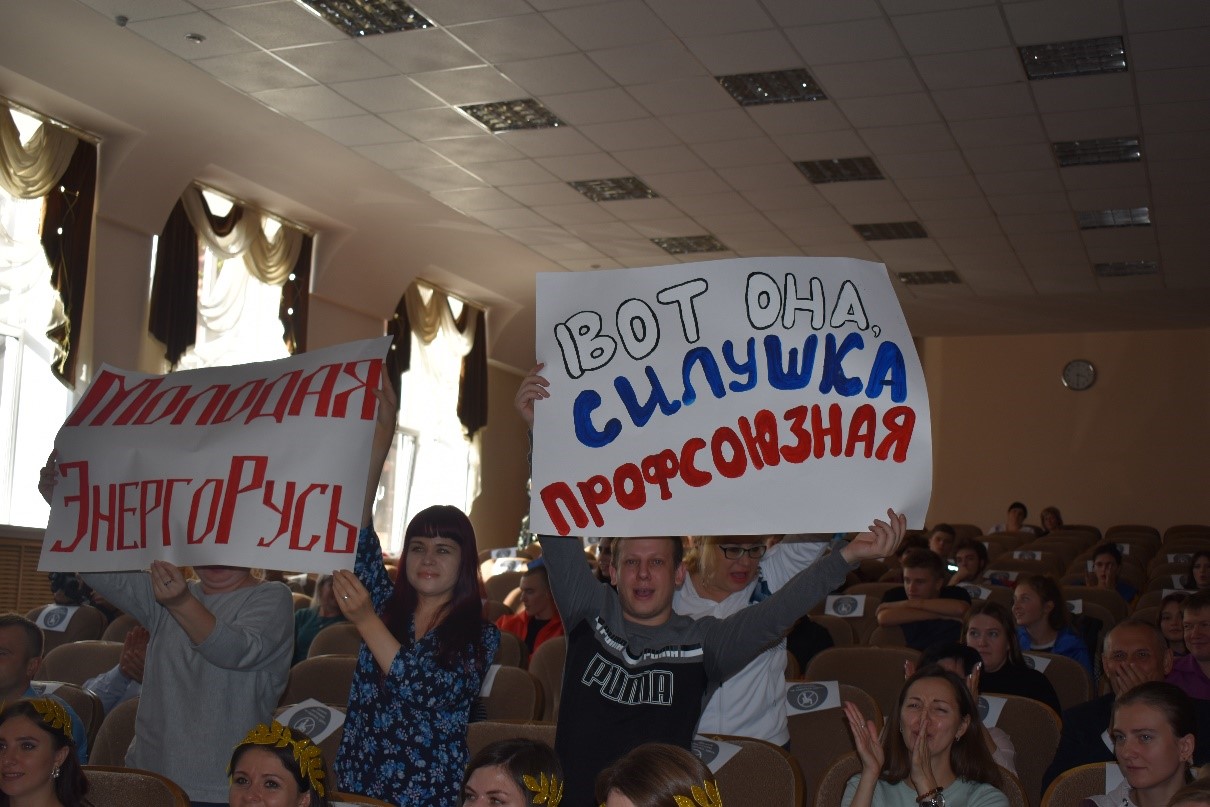 Молодая
ЭнергоРусь
ВОТ ОНА,
СИЛУШКА
ПРОФСОЮЗНАЯ
PUMA